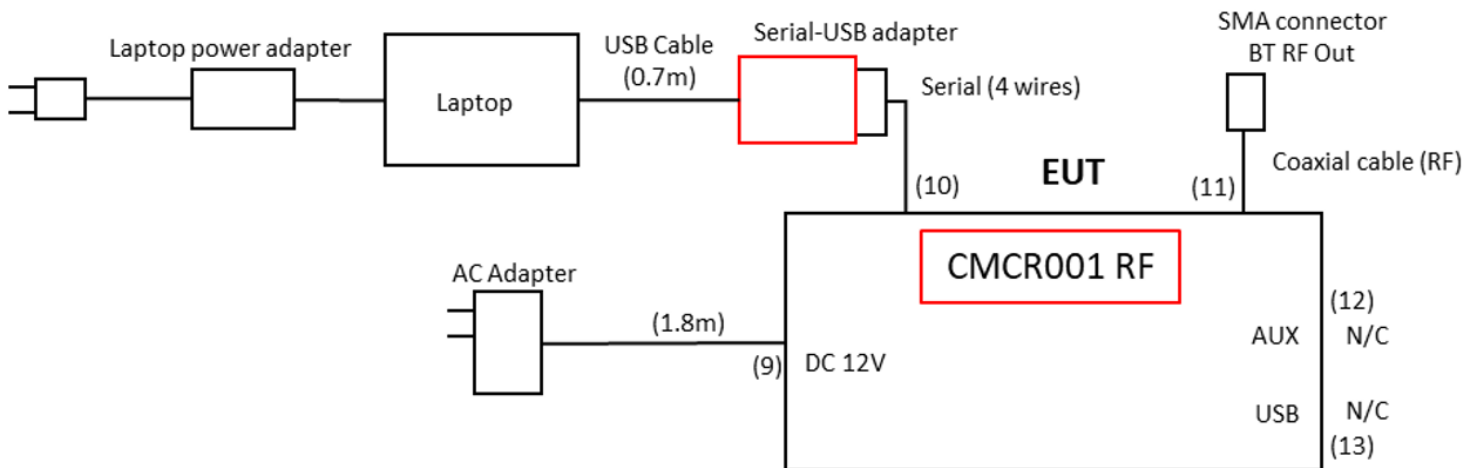 Laptop power adapter
Laptop
USB Cable
(0.7m)
Serial-USB adapter
Serial (4 wires)
SMA connector
BT RF Out
Coaxial cable (RF)
(10)
EUT
(11)
CMCR001 RF
AC Adapter
(1.8m)
(9)
DC 12V
(12)
AUX N/C
USB N/C
(13)